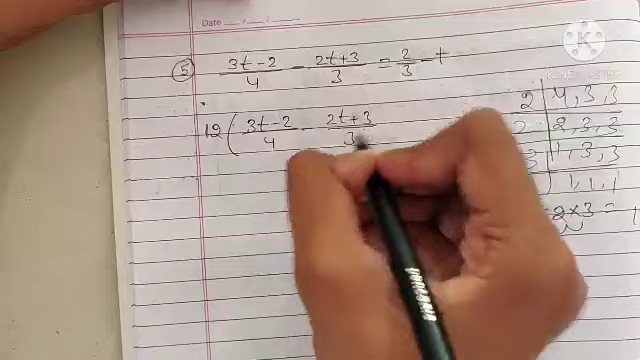 Date
⑤ (3t-2)/4 - (2t+3)/3 = 2/3 - t
12 ( (3t-2)/4 - (2t+3)/3
2 | 4, 3, 3
2 | 2, 3, 3
3 | 1, 3, 3
1, 1, 1
2×3 =
KINEMASTER